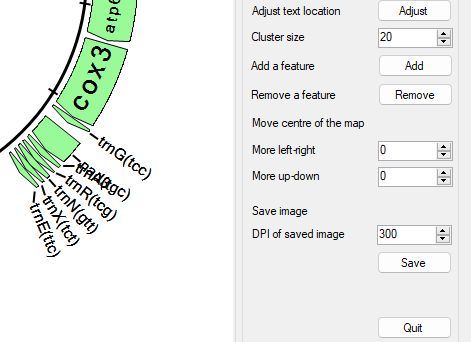 atp6
cox3
trnG(tcc)
trnR(tcg)
trnN(gtt)
trnX(tct)
trnE(ttc)
Adjust text location Adjust
Cluster size 20
Add a feature Add
Remove a feature Remove
Move centre of the map
More left-right 0
More up-down 0
Save image
DPI of saved image 300
Save
Quit